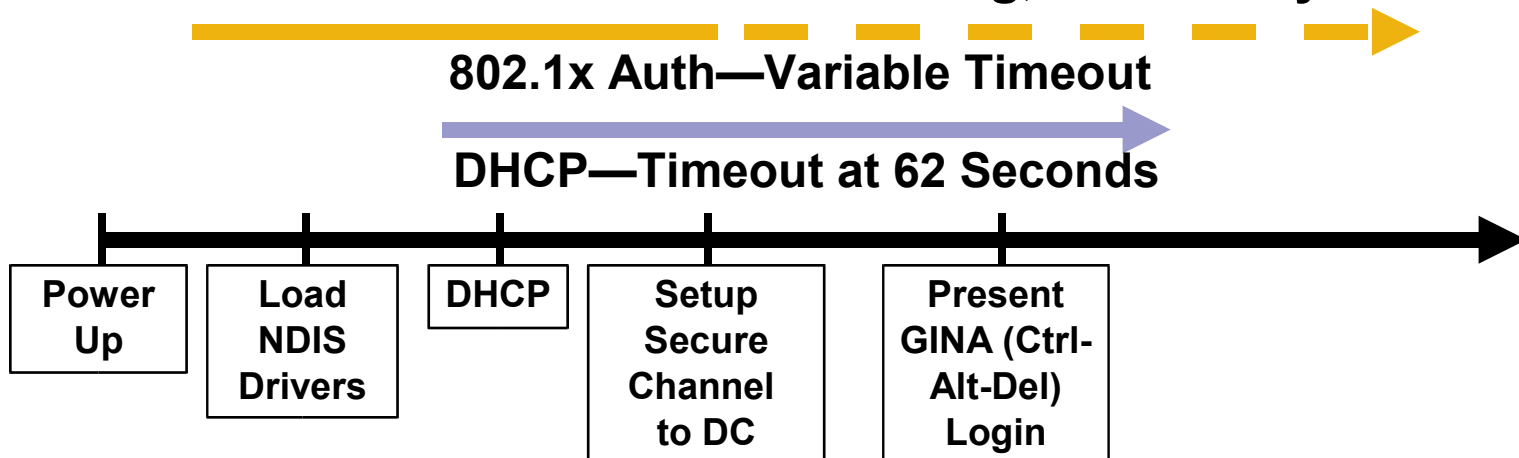 802.1x Auth—Variable Timeout
DHCP—Timeout at 62 Seconds
Power
Up
Load
NDIS
Drivers
DHCP
Setup
Secure
Channel
to DC
Present
GINA (Ctrl-
Alt-Del)
Login